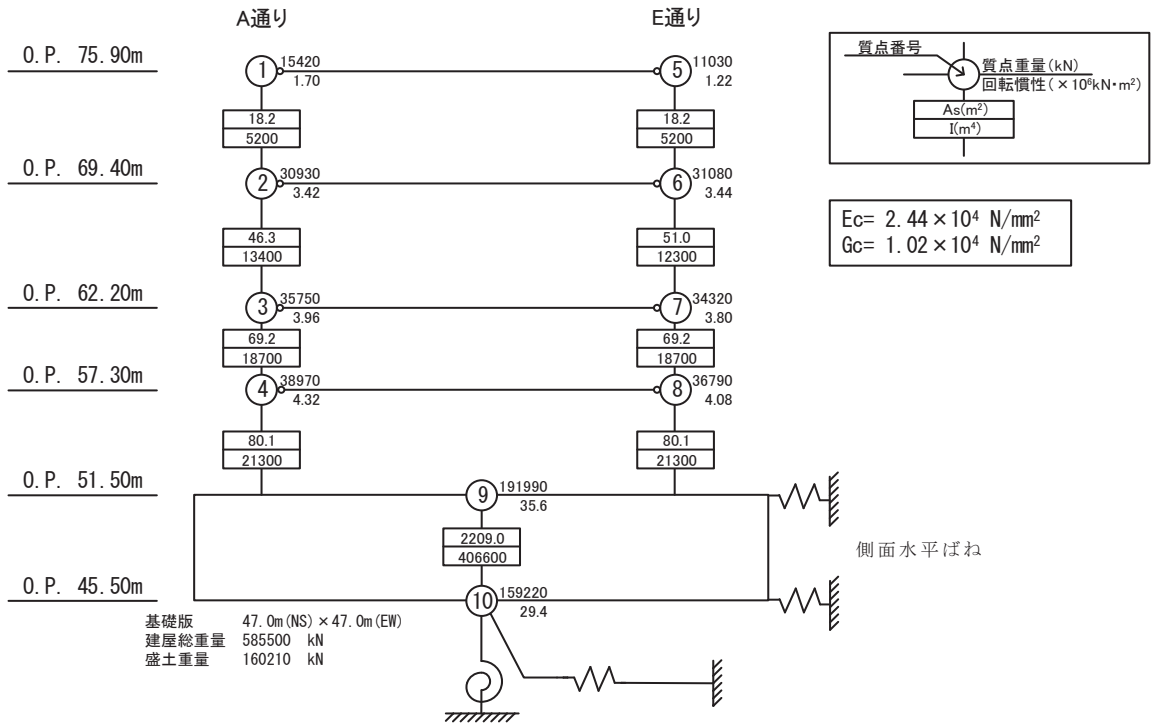 A通り
E通り
O.P. 75.90m
1
15420
1.70
5
11030
1.22
18.2
5200
18.2
5200
O.P. 69.40m
2
30930
3.42
6
31080
3.44
46.3
13400
51.0
12300
O.P. 62.20m
3
35750
3.96
7
34320
3.80
69.2
18700
69.2
18700
O.P. 57.30m
4
38970
4.32
8
36790
4.08
80.1
21300
80.1
21300
O.P. 51.50m
9
191990
35.6
2209.0
406600
側面水平ばね
O.P. 45.50m
10
159220
29.4
基礎版 47.0m(NS)×47.0m(EW)
建屋総重量 585500 kN
盛土重量 160210 kN
質点番号
質点重量(kN)
回転慣性(×10⁶kN・m²)
As(m²)
I(m⁴)
Ec= 2.44×10⁴ N/mm²
Gc= 1.02×10⁴ N/mm²